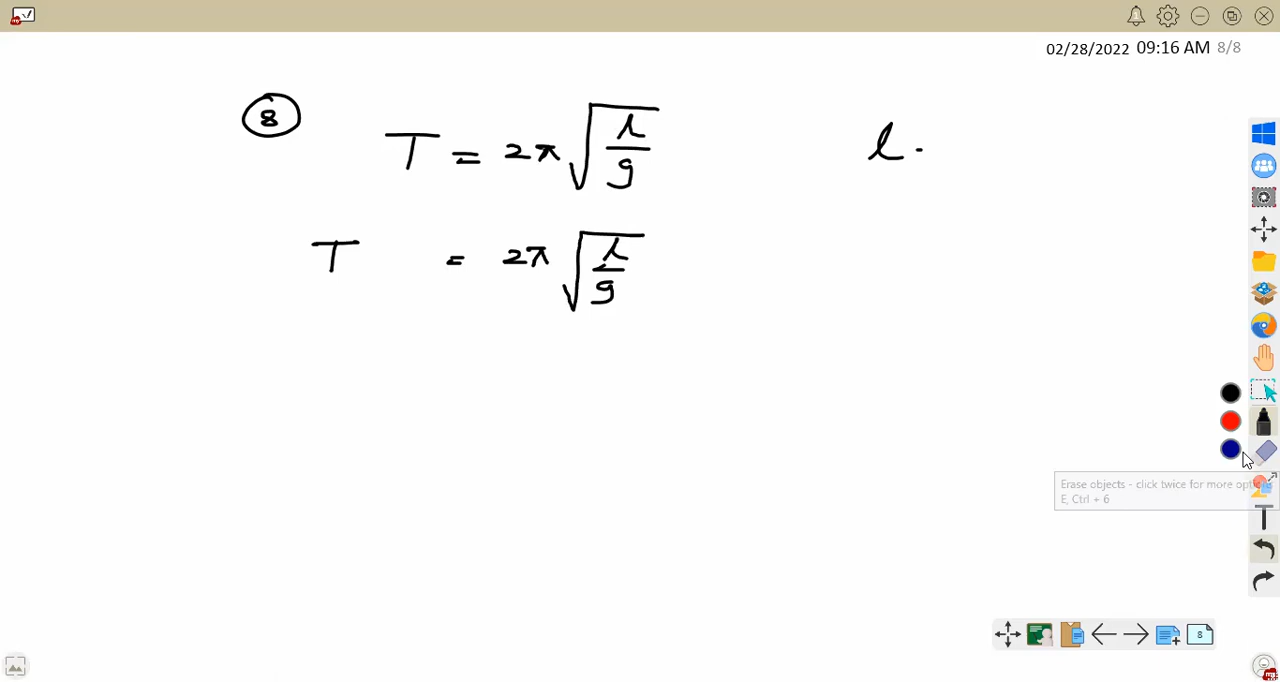 02/28/2022 09:16 AM 8/8
8 T = 2π √(l/g) l.
T = 2π √(l/g)
Erase objects - click twice for more option
E, Ctrl + 6
8